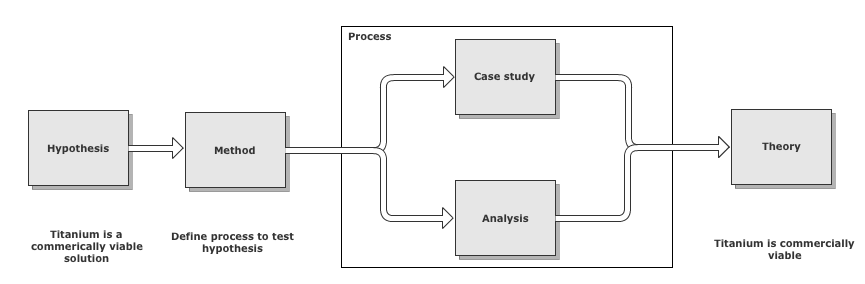 Process
Case study
Hypothesis
Method
Theory
Analysis
Titanium is a
commerically viable
solution
Define process to test
hypothesis
Titanium is commercially
viable